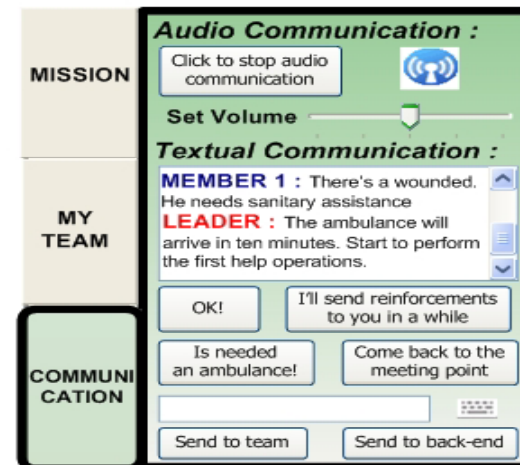 MISSION
MY
TEAM
COMMUNI
CATION
Audio Communication :
Click to stop audio
communication
Set Volume
Textual Communication :
MEMBER 1 : There's a wounded.
He needs sanitary assistance
LEADER : The ambulance will
arrive in ten minutes. Start to perform
the first help operations.
OK!
I'll send reinforcements
to you in a while
Is needed
an ambulance!
Come back to the
meeting point
Send to team
Send to back-end